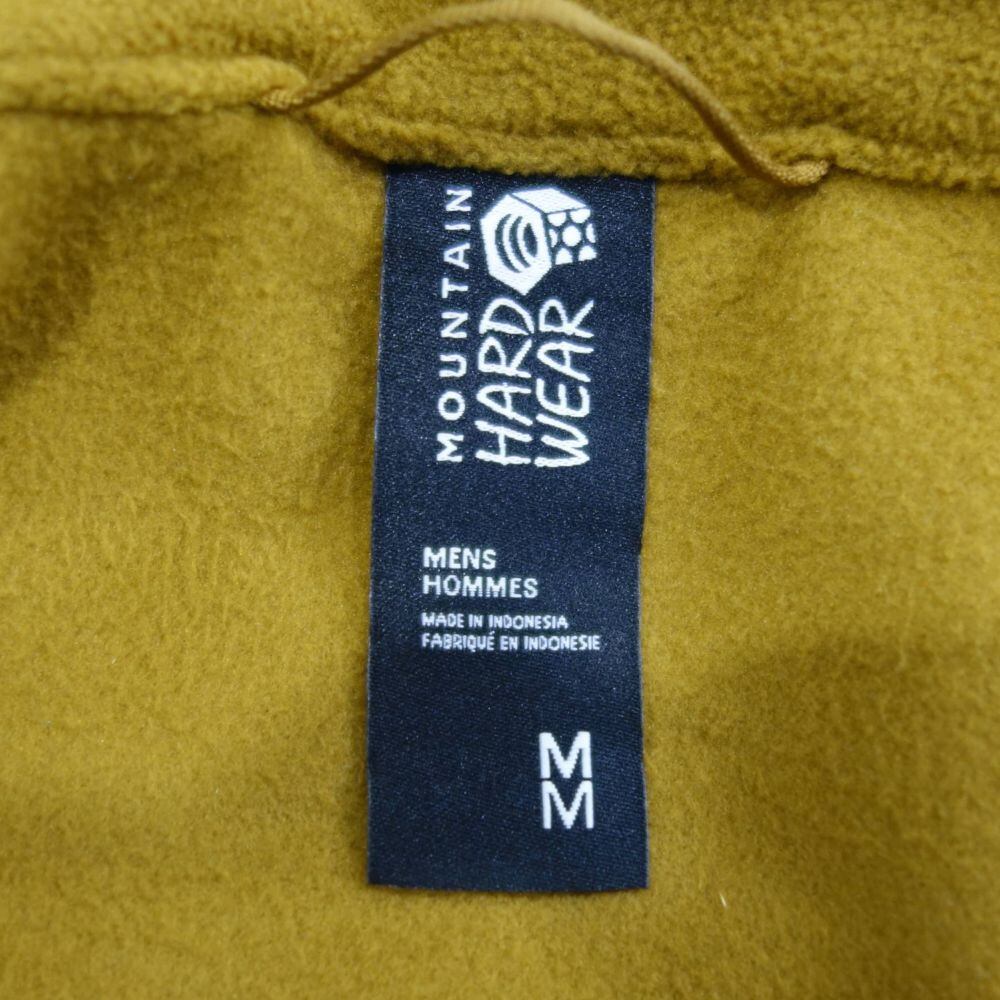 MOUNTAIN
HARD
WEAR
MENS
HOMMES
MADE IN INDONESIA
FABRIQUÉ EN INDONESIE
M
M